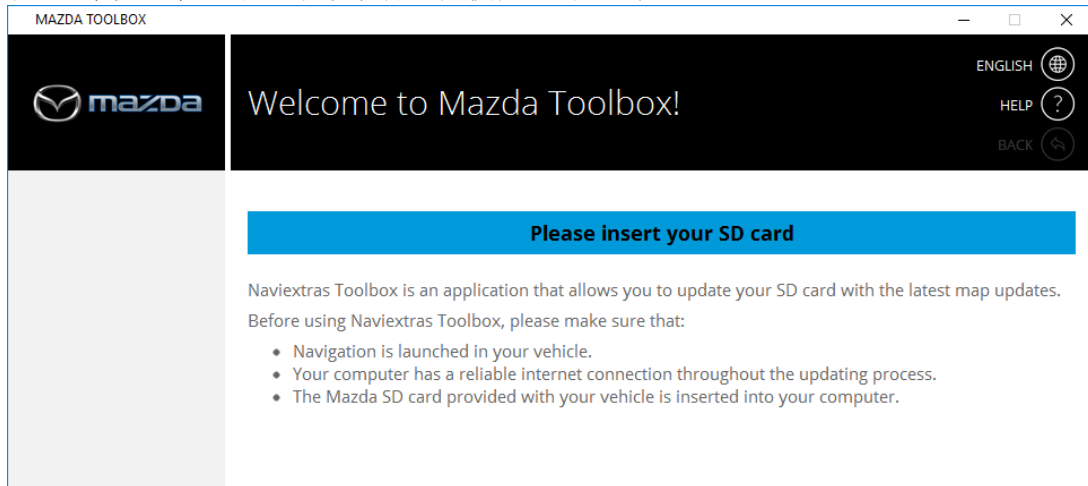 MAZDA TOOLBOX
mazda
Welcome to Mazda Toolbox!
ENGLISH
HELP ?
BACK
Please insert your SD card
Naviextras Toolbox is an application that allows you to update your SD card with the latest map updates.
Before using Naviextras Toolbox, please make sure that:
• Navigation is launched in your vehicle.
• Your computer has a reliable internet connection throughout the updating process.
• The Mazda SD card provided with your vehicle is inserted into your computer.